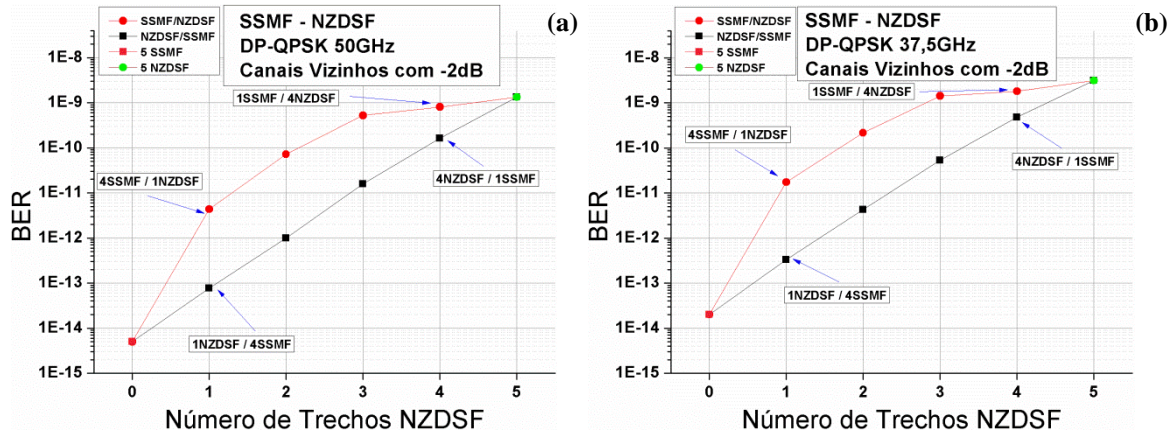 SSMF/NZDSF
NZDSF/SSMF
5 SSMF
5 NZDSF
SSMF - NZDSF
DP-QPSK 50GHz
Canais Vizinhos com -2dB
(a)
1SSMF / 4NZDSF
4SSMF / 1NZDSF
4NZDSF / 1SSMF
1NZDSF / 4SSMF
BER
1E-8
1E-9
1E-10
1E-11
1E-12
1E-13
1E-14
1E-15
0 1 2 3 4 5
Número de Trechos NZDSF
SSMF/NZDSF
NZDSF/SSMF
5 SSMF
5 NZDSF
SSMF - NZDSF
DP-QPSK 37,5GHz
Canais Vizinhos com -2dB
(b)
1SSMF / 4NZDSF
4SSMF / 1NZDSF
4NZDSF / 1SSMF
1NZDSF / 4SSMF
BER
1E-8
1E-9
1E-10
1E-11
1E-12
1E-13
1E-14
1E-15
0 1 2 3 4 5
Número de Trechos NZDSF